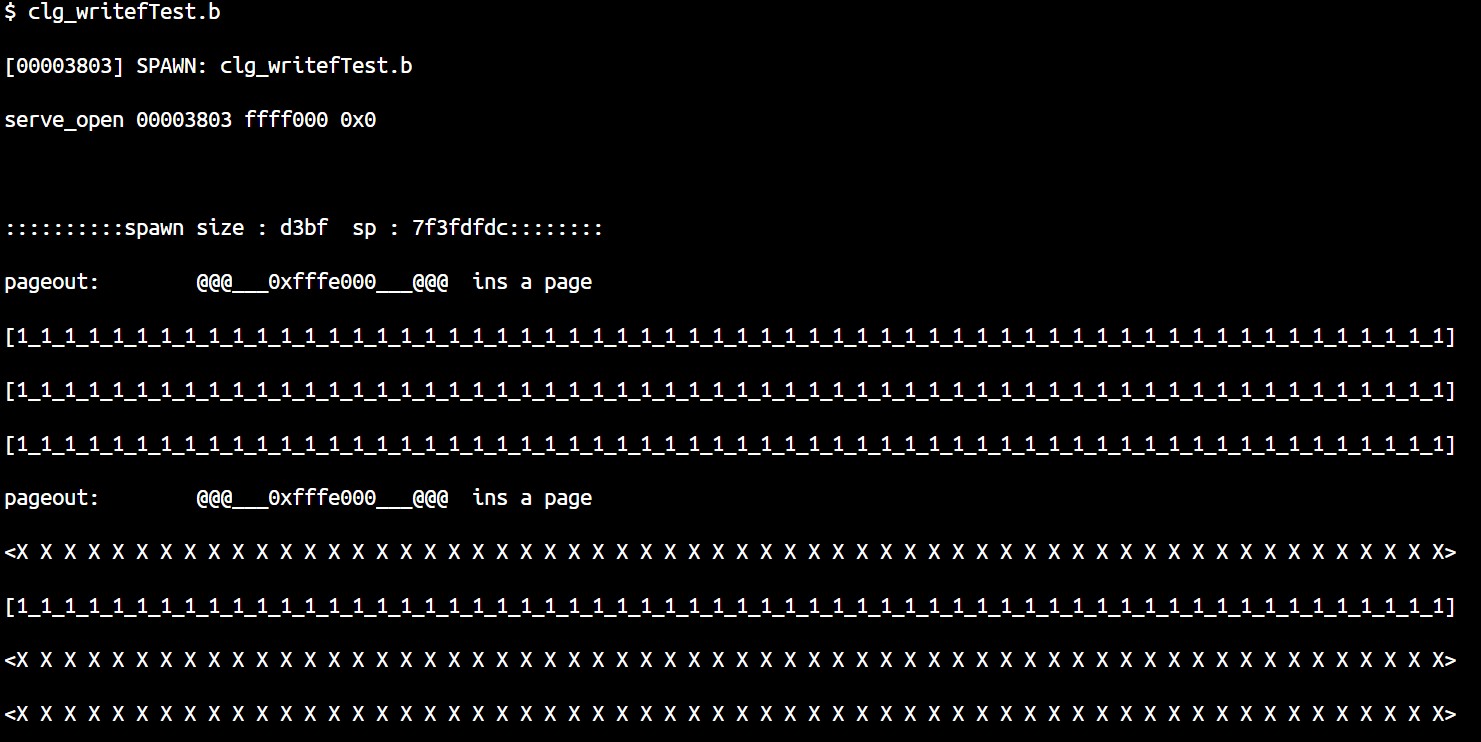 $ clg_writefTest.b
[00003803] SPAWN: clg_writefTest.b
serve_open 00003803 ffff000 0x0
::::::::::spawn size : d3bf  sp : 7f3fdfdc::::::::
pageout:        @@@___0xfffe000___@@@  ins a page
[1_1_1_1_1_1_1_1_1_1_1_1_1_1_1_1_1_1_1_1_1_1_1_1_1_1_1_1_1_1_1_1_1_1_1_1_1_1_1_1_1_1_1_1_1_1_1_1_1_1_1_1_1_1_1_1_1_1_1_1]
[1_1_1_1_1_1_1_1_1_1_1_1_1_1_1_1_1_1_1_1_1_1_1_1_1_1_1_1_1_1_1_1_1_1_1_1_1_1_1_1_1_1_1_1_1_1_1_1_1_1_1_1_1_1_1_1_1_1_1_1]
[1_1_1_1_1_1_1_1_1_1_1_1_1_1_1_1_1_1_1_1_1_1_1_1_1_1_1_1_1_1_1_1_1_1_1_1_1_1_1_1_1_1_1_1_1_1_1_1_1_1_1_1_1_1_1_1_1_1_1_1]
pageout:        @@@___0xfffe000___@@@  ins a page
<X X X X X X X X X X X X X X X X X X X X X X X X X X X X X X X X X X X X X X X X X X X X X X X X X X X X X X X X X X X X>
[1_1_1_1_1_1_1_1_1_1_1_1_1_1_1_1_1_1_1_1_1_1_1_1_1_1_1_1_1_1_1_1_1_1_1_1_1_1_1_1_1_1_1_1_1_1_1_1_1_1_1_1_1_1_1_1_1_1_1_1]
<X X X X X X X X X X X X X X X X X X X X X X X X X X X X X X X X X X X X X X X X X X X X X X X X X X X X X X X X X X X X>
<X X X X X X X X X X X X X X X X X X X X X X X X X X X X X X X X X X X X X X X X X X X X X X X X X X X X X X X X X X X X>